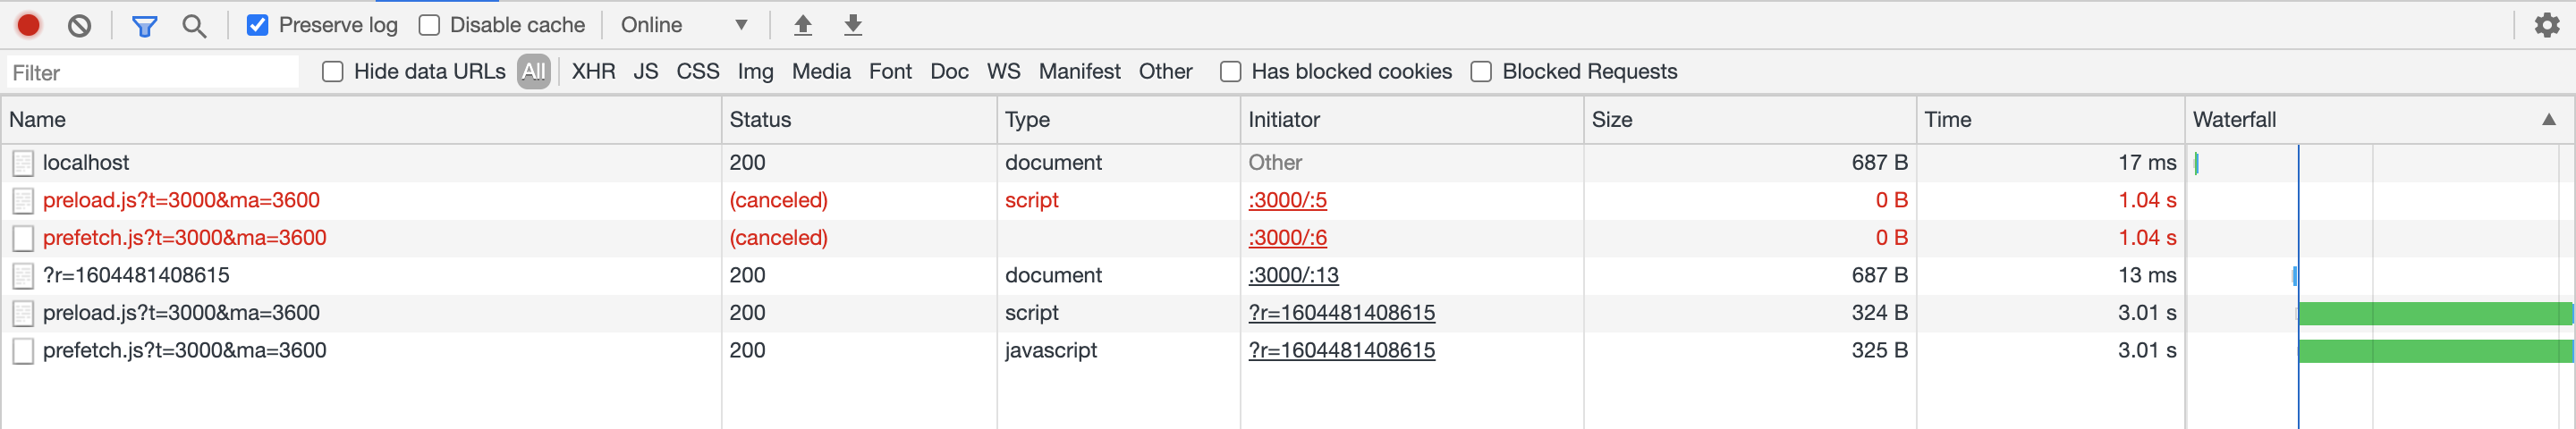 Preserve log Disable cache Online
Filter Hide data URLs All XHR JS CSS Img Media Font Doc WS Manifest Other Has blocked cookies Blocked Requests
Name Status Type Initiator Size Time Waterfall
localhost 200 document Other 687 B 17 ms
preload.js?t=3000&ma=3600 (canceled) script :3000/:5 0 B 1.04 s
prefetch.js?t=3000&ma=3600 (canceled) :3000/:6 0 B 1.04 s
?r=1604481408615 200 document :3000/:13 687 B 13 ms
preload.js?t=3000&ma=3600 200 script ?r=1604481408615 324 B 3.01 s
prefetch.js?t=3000&ma=3600 200 javascript ?r=1604481408615 325 B 3.01 s